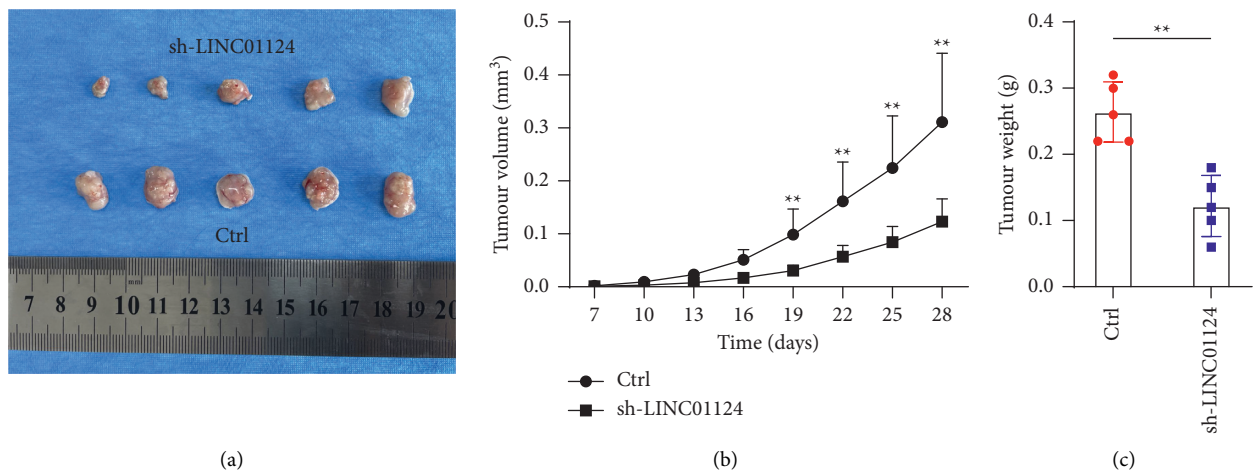 sh-LINC01124
Ctrl
mml
7 8 9 10 11 12 13 14 15 16 17 18 19 20
(a)
Tumour volume (mm³)
0.5
0.4
0.3
0.2
0.1
0.0
** ** ** **
7 10 13 16 19 22 25 28
Time (days)
Ctrl
sh-LINC01124
(b)
Tumour weight (g)
0.4
0.3
0.2
0.1
0.0
**
Ctrl
sh-LINC01124
(c)